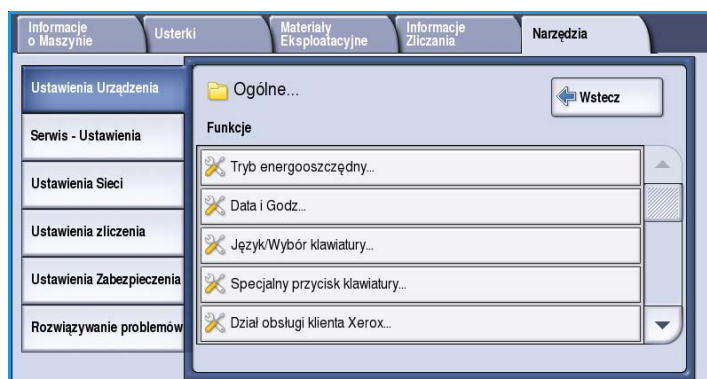 Informacje
o Maszynie
Usterki
Materiały
Eksploatacyjne
Informacje
Zliczania
Narzędzia
Ustawienia Urządzenia
Serwis - Ustawienia
Ustawienia Sieci
Ustawienia zliczenia
Ustawienia Zabezpieczenia
Rozwiązywanie problemów
Ogólne...
Wstecz
Funkcje
Tryb energooszczędny...
Data i Godz...
Język/Wybór klawiatury...
Specjalny przycisk klawiatury...
Dział obsługi klienta Xerox...